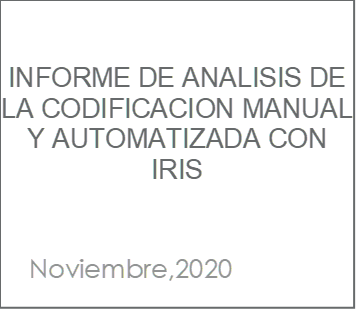 INFORME DE ANALISIS DE
LA CODIFICACION MANUAL
Y AUTOMATIZADA CON
IRIS
Noviembre,2020